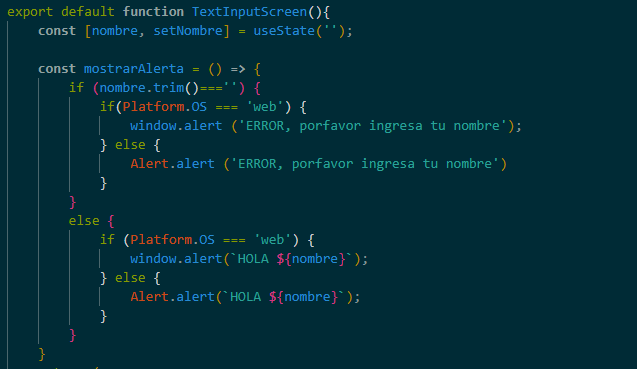 export default function TextInputScreen(){
const [nombre, setNombre] = useState('');
const mostrarAlerta = () => {
if (nombre.trim()==='') {
if(Platform.OS === 'web') {
window.alert ('ERROR, porfavor ingresa tu nombre');
} else {
Alert.alert ('ERROR, porfavor ingresa tu nombre')
}
}
else {
if (Platform.OS === 'web') {
window.alert(`HOLA ${nombre}`);
} else {
Alert.alert(`HOLA ${nombre}`);
}
}
}